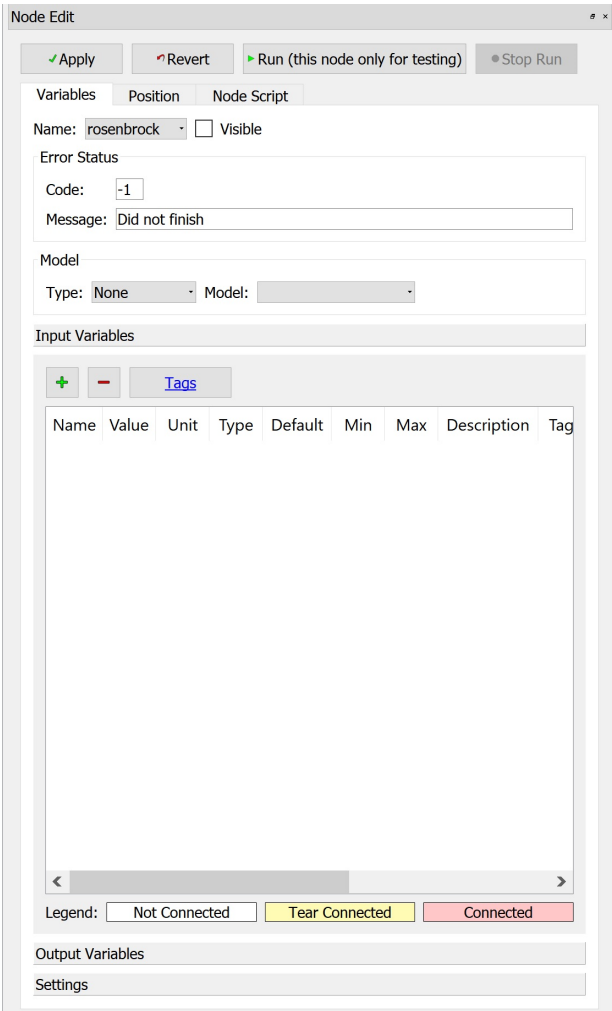 Node Edit
Apply Revert Run (this node only for testing) Stop Run
Variables Position Node Script
Name: rosenbrock Visible
Error Status
Code: -1
Message: Did not finish
Model
Type: None Model:
Input Variables
Tags
Name Value Unit Type Default Min Max Description Tag
Legend: Not Connected Tear Connected Connected
Output Variables
Settings